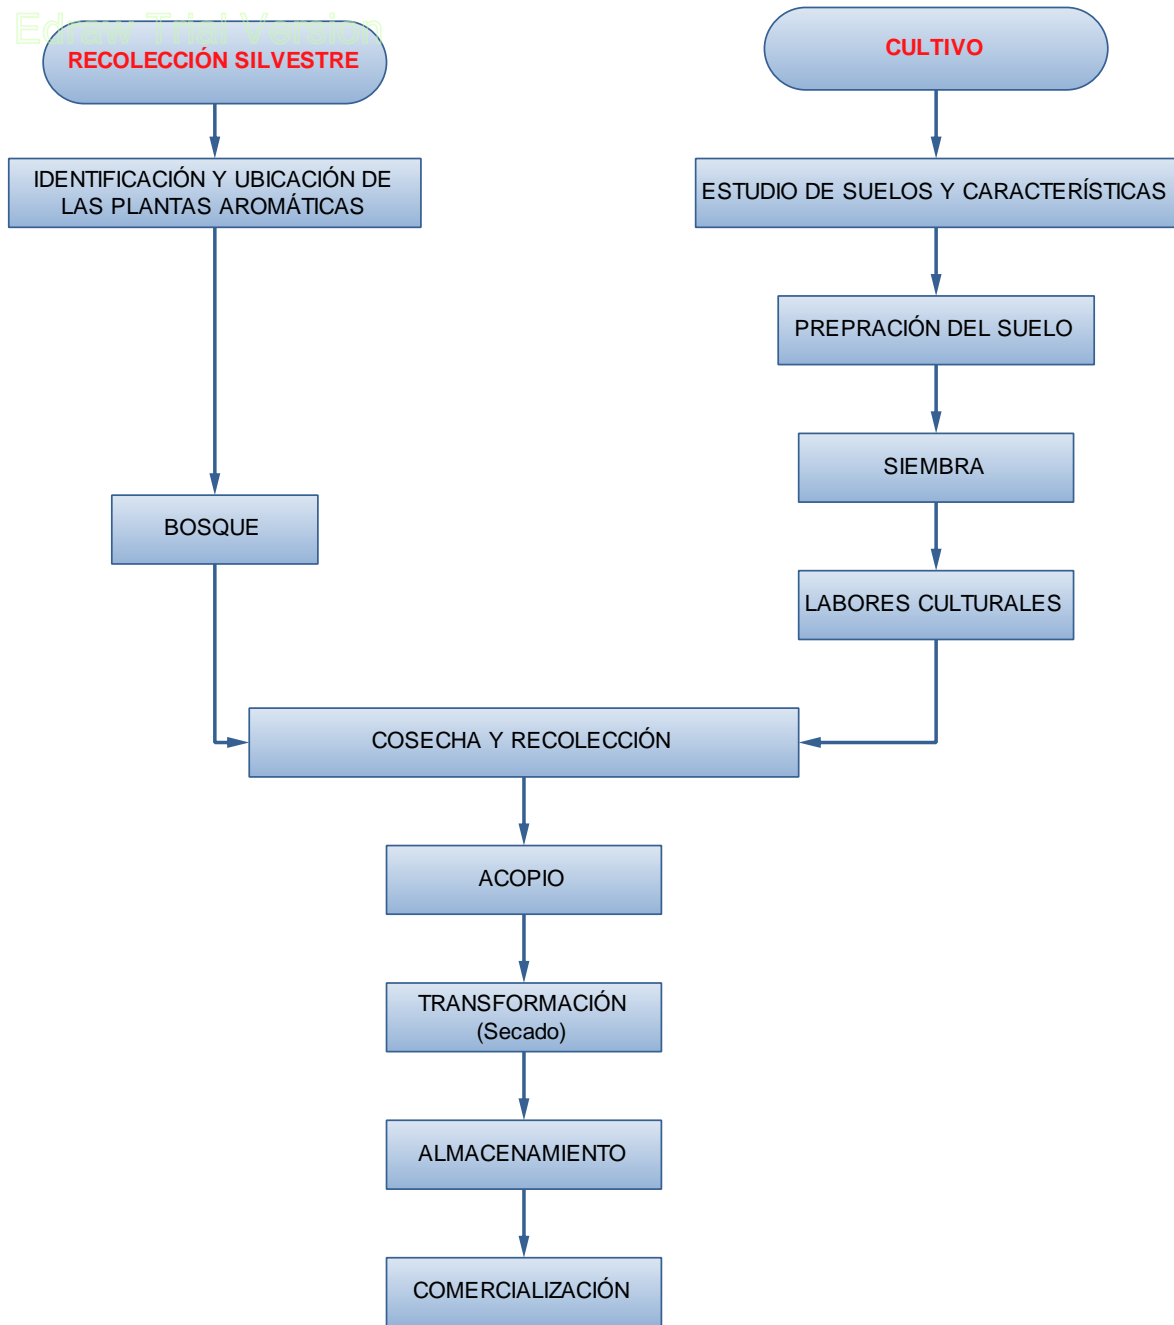 Edraw Trial Version
RECOLECCIÓN SILVESTRE
CULTIVO
IDENTIFICACIÓN Y UBICACIÓN DE
LAS PLANTAS AROMÁTICAS
ESTUDIO DE SUELOS Y CARACTERÍSTICAS
PREPRACIÓN DEL SUELO
SIEMBRA
BOSQUE
LABORES CULTURALES
COSECHA Y RECOLECCIÓN
ACOPIO
TRANSFORMACIÓN
(Secado)
ALMACENAMIENTO
COMERCIALIZACIÓN